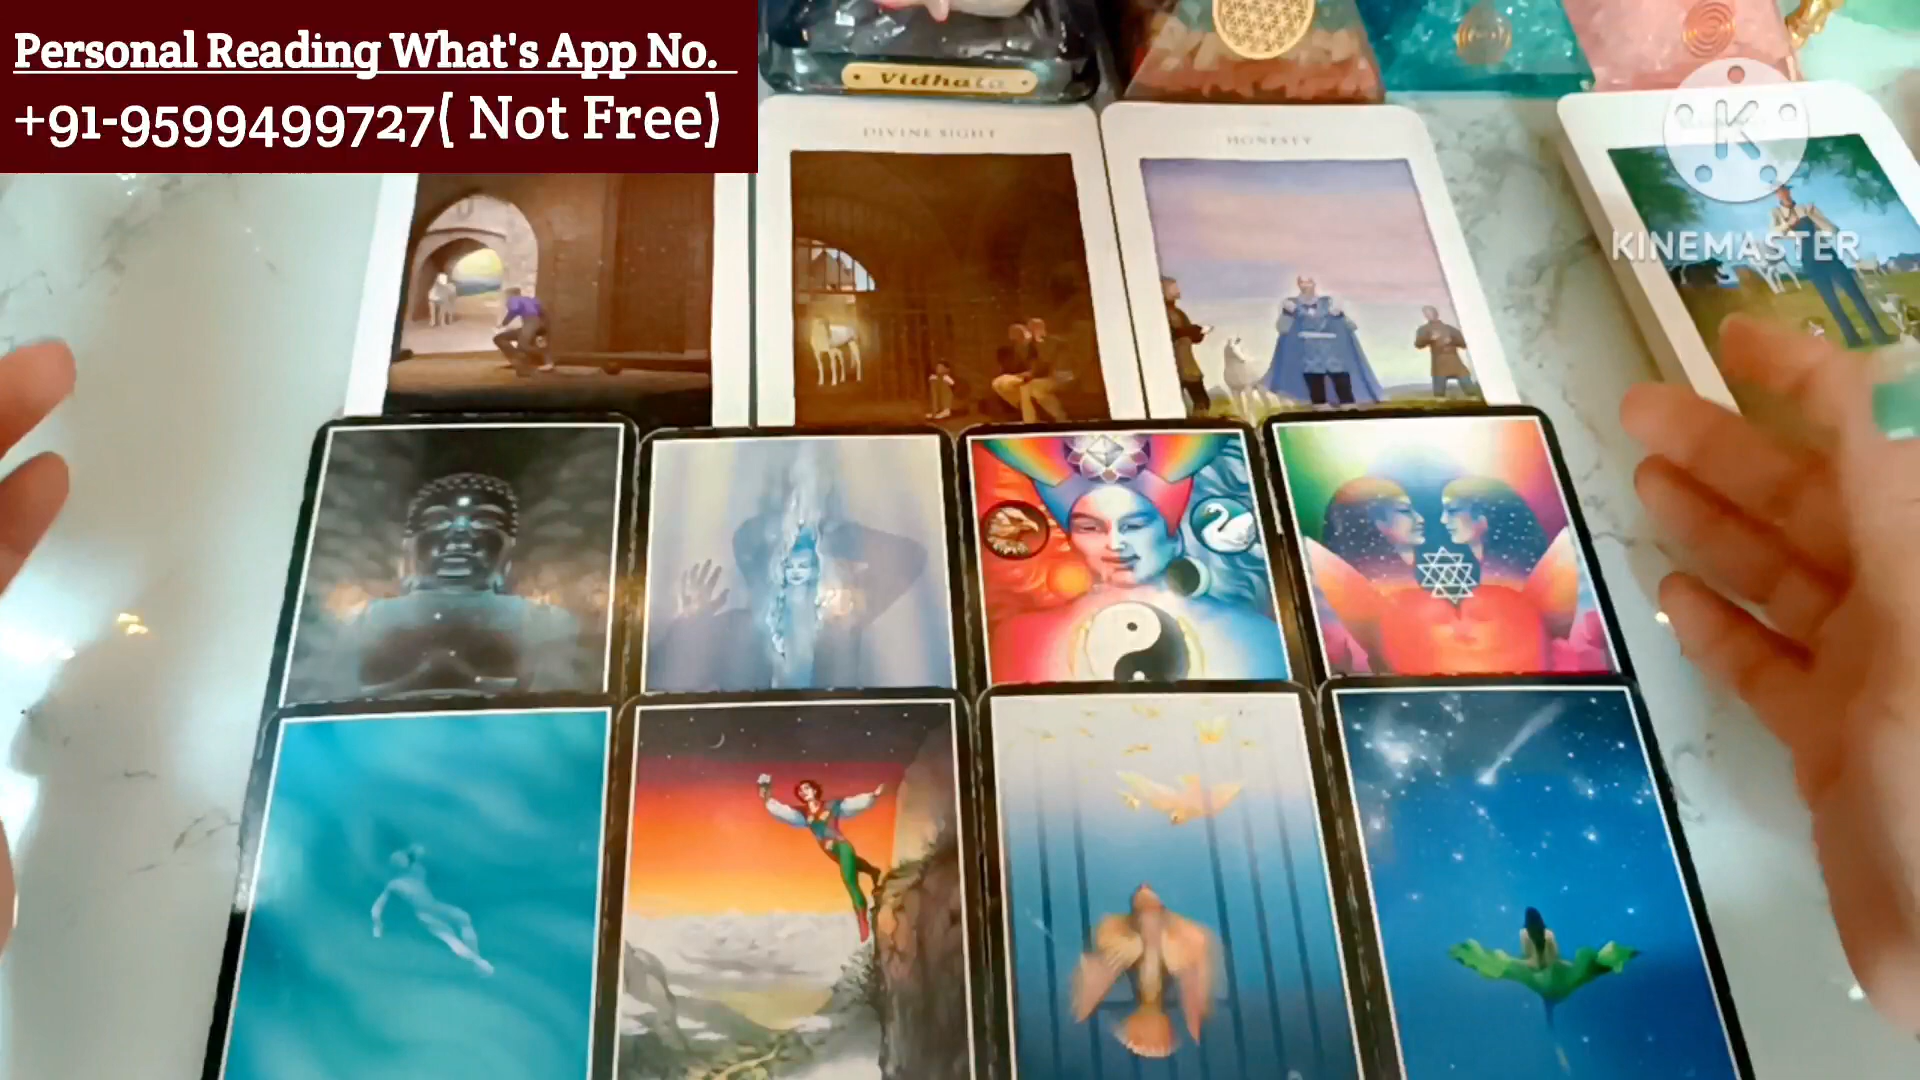 Personal Reading What's App No.
+91-9599499727( Not Free)
Vidhata
DIVINE SIGHT
HONESTY
K
KINEMASTER